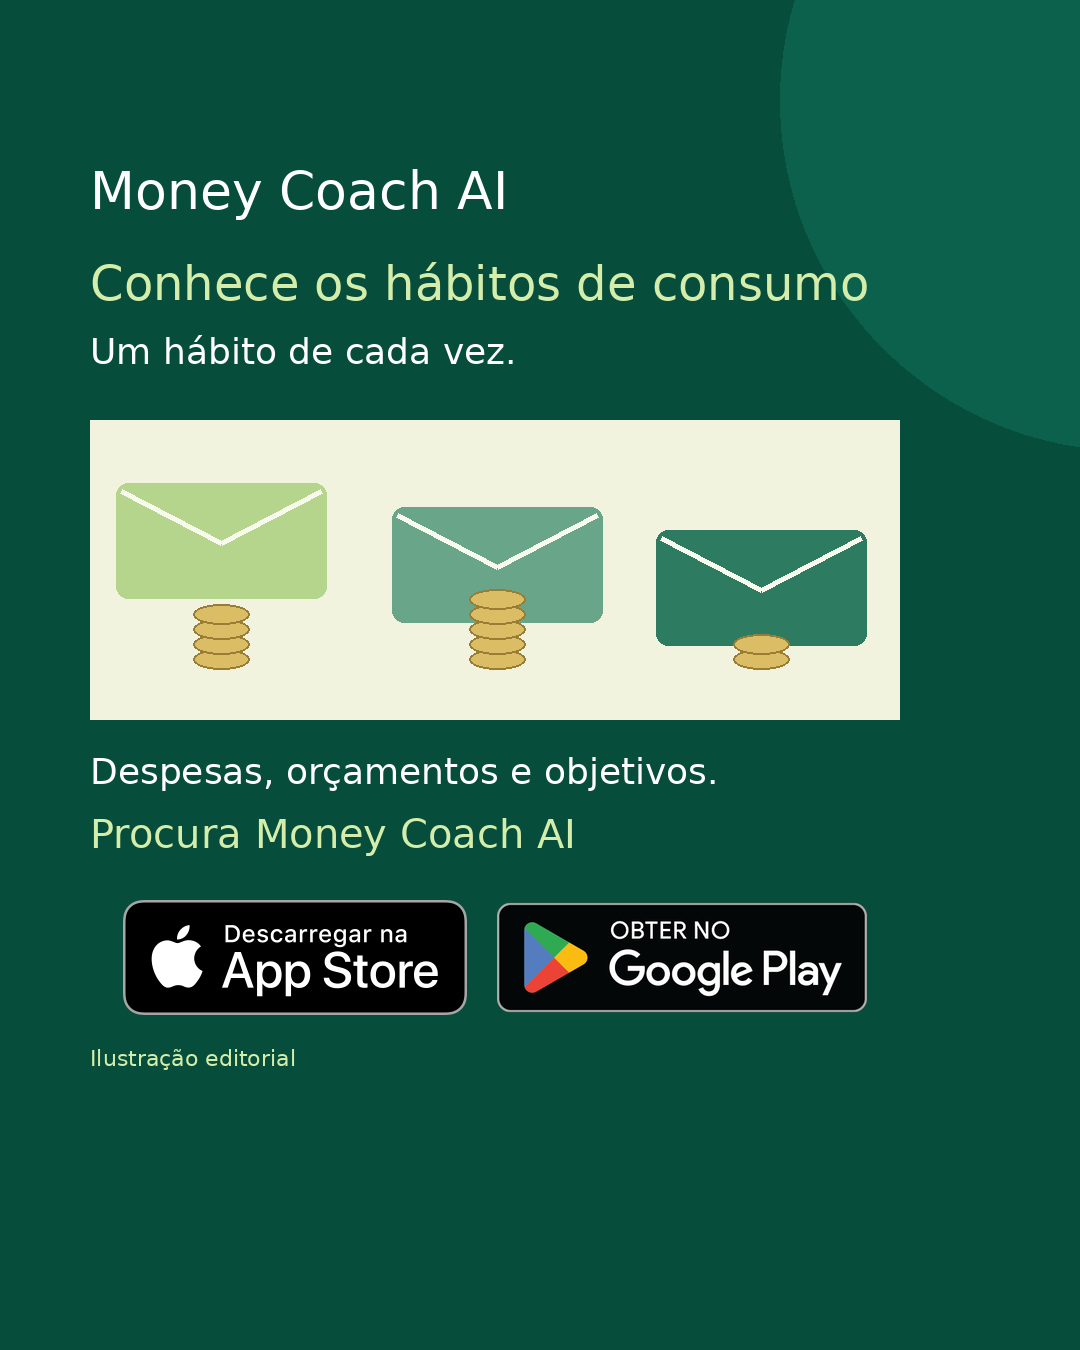 Money Coach AI
Conhece os hábitos de consumo
Um hábito de cada vez.
Despesas, orçamentos e objetivos.
Procura Money Coach AI
Descarregar na
App Store
OBTER NO
Google Play
Ilustração editorial